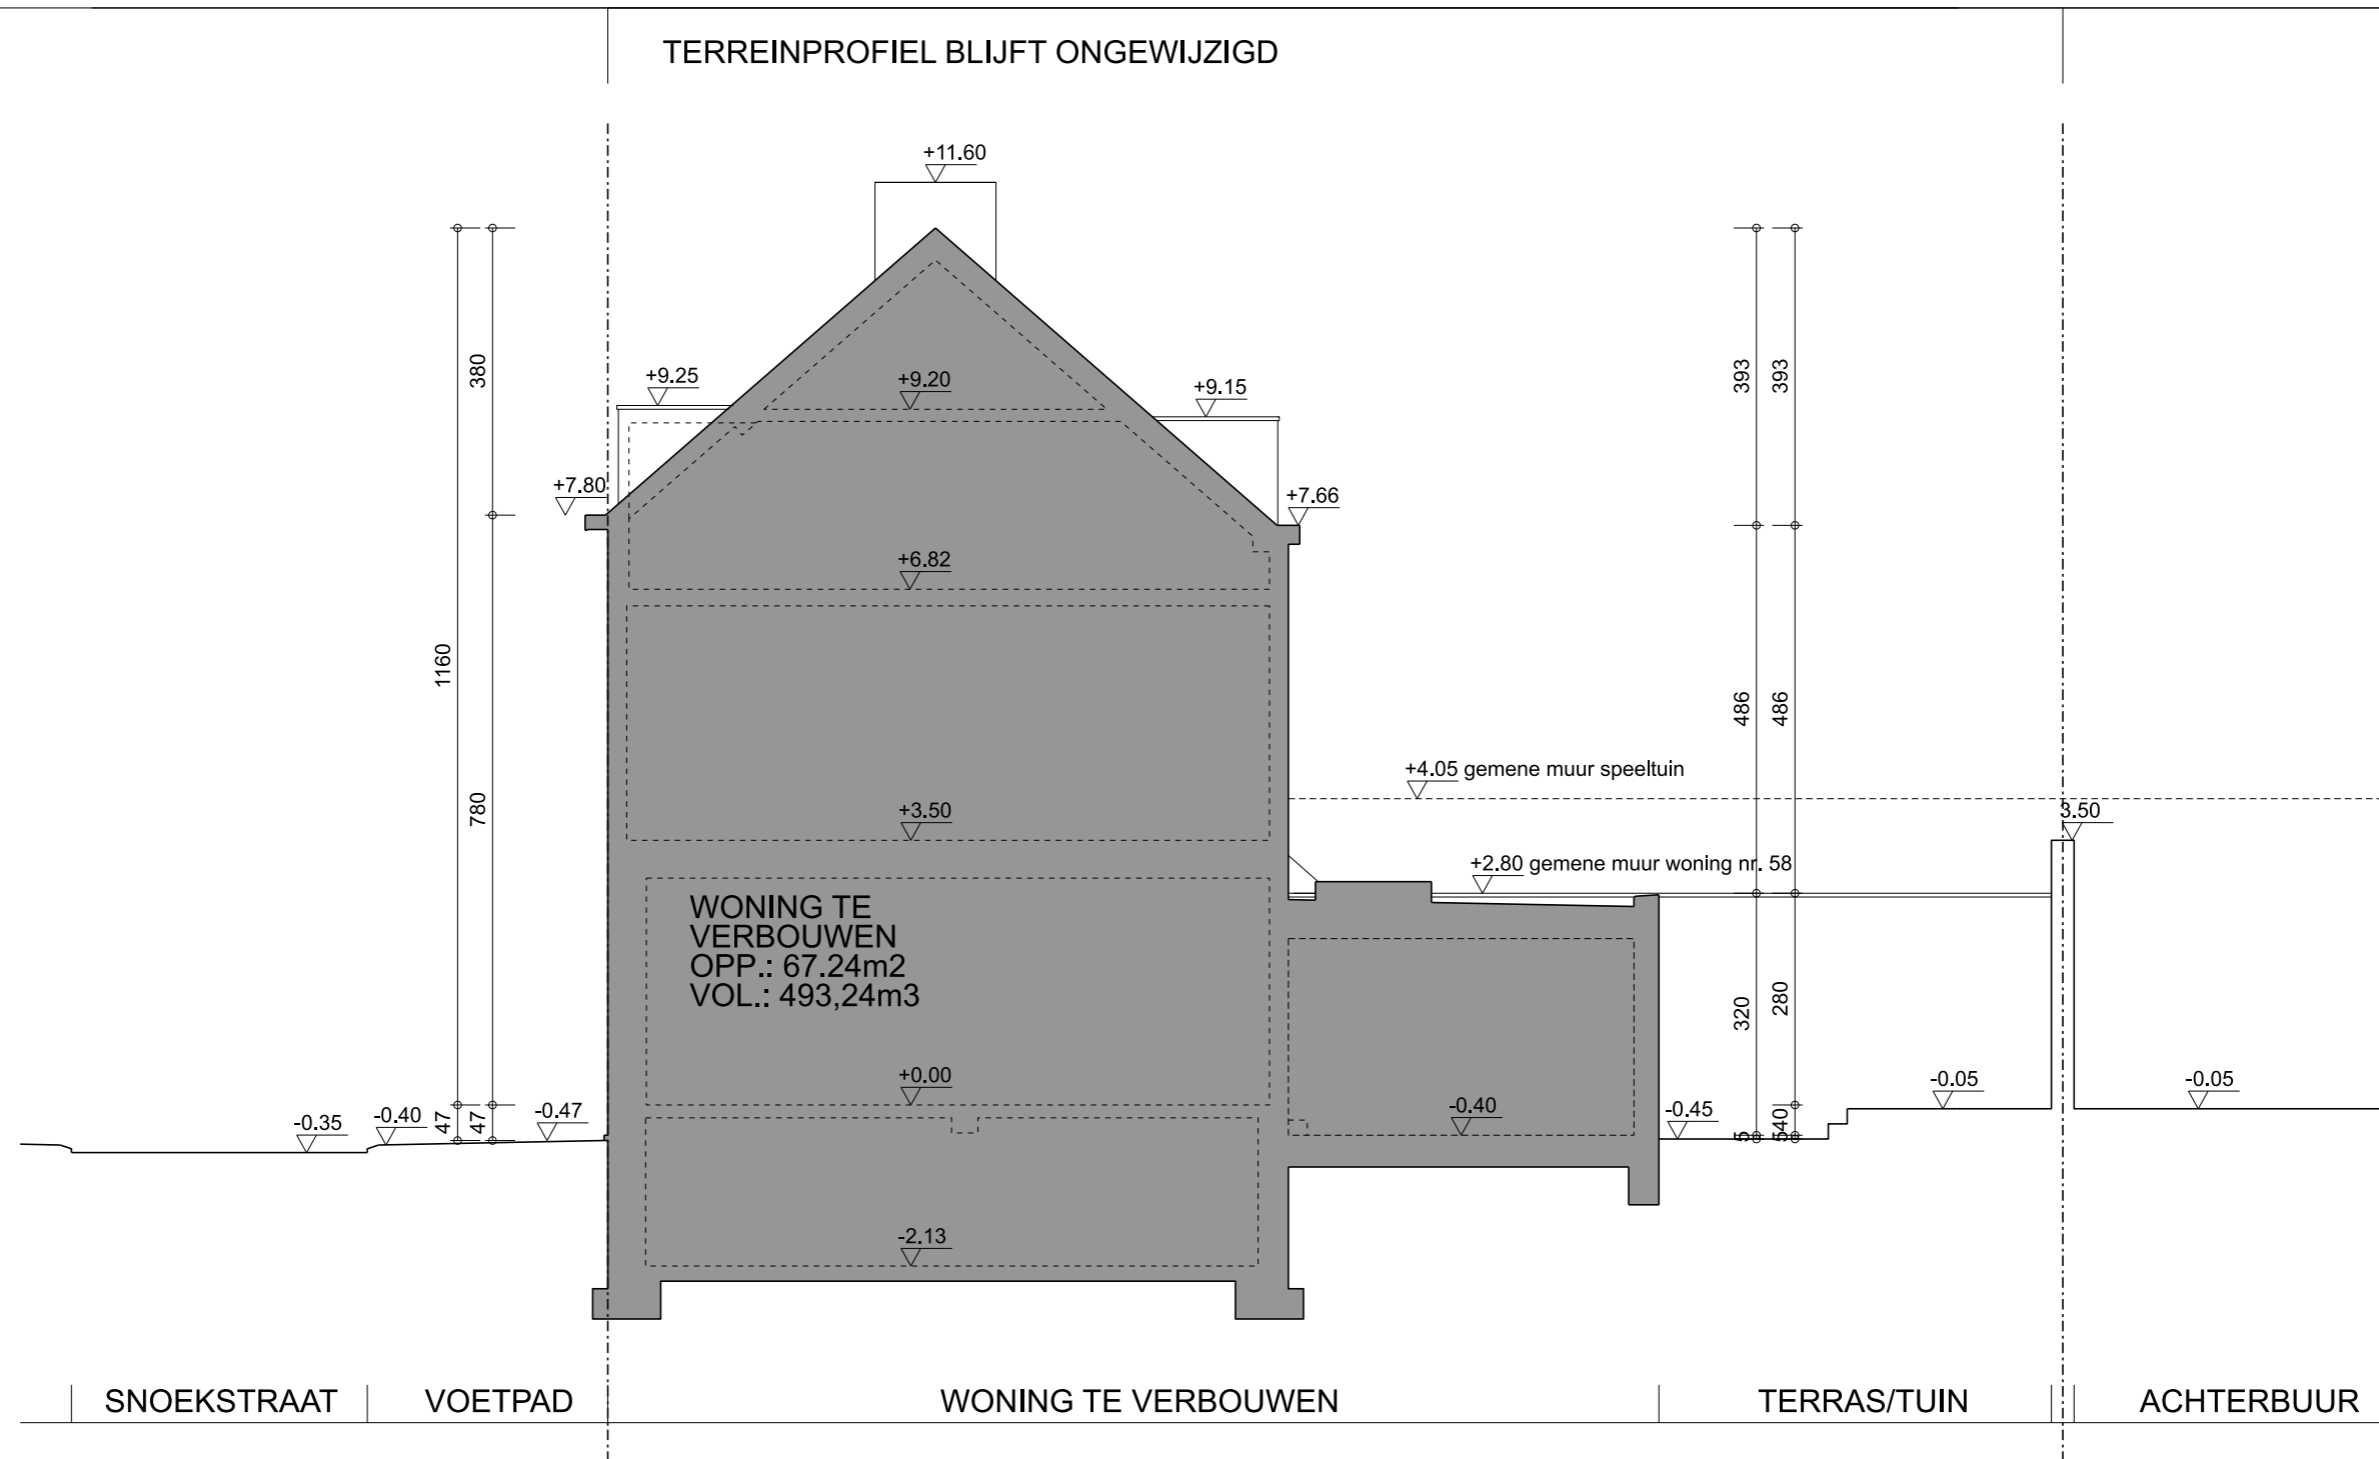 TERREINPROFIEL BLIJFT ONGEWIJZIGD
+11.60
+9.25
+9.20
+9.15
380
393
393
+7.80
+7.66
+6.82
1160
486
486
+4.05 gemene muur speeltuin
780
+3.50
3.50
+2.80 gemene muur woning nr. 58
WONING TE
VERBOUWEN
OPP.: 67.24m2
VOL.: 493,24m3
320
280
+0.00
-0.05
-0.05
-0.35
-0.40
47
47
-0.47
-0.40
-0.45
5
540
-2.13
SNOEKSTRAAT
VOETPAD
WONING TE VERBOUWEN
TERRAS/TUIN
ACHTERBUUR